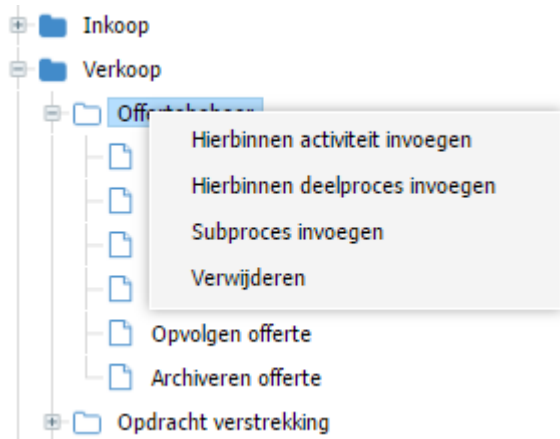 Inkoop
Verkoop
Hierbinnen activiteit invoegen
Hierbinnen deelproces invoegen
Subproces invoegen
Verwijderen
Opvolgen offerte
Archiveren offerte
Opdracht verstrekking